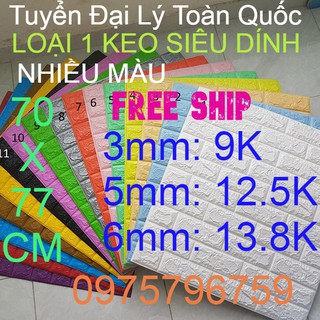 Tuyển Đại Lý Toàn Quốc
LOẠI 1 KEO SIÊU DÍNH
NHIỀU MÀU
70
X
77
CM
FREE SHIP
3mm: 9K
5mm: 12.5K
6mm: 13.8K
0975796759